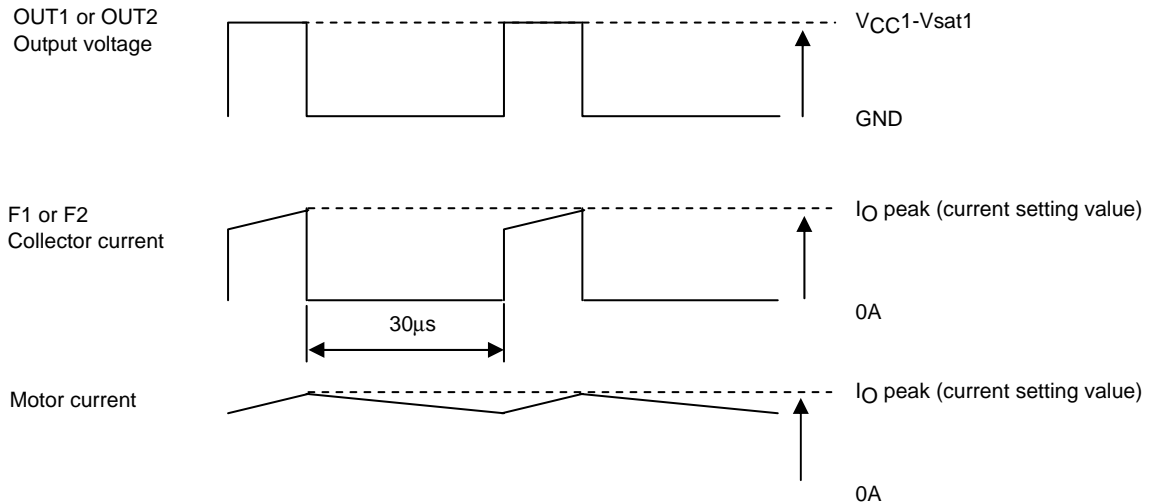 OUT1 or OUT2
Output voltage
VCC1-Vsat1
GND
F1 or F2
Collector current
IO peak (current setting value)
0A
30μs
Motor current
IO peak (current setting value)
0A